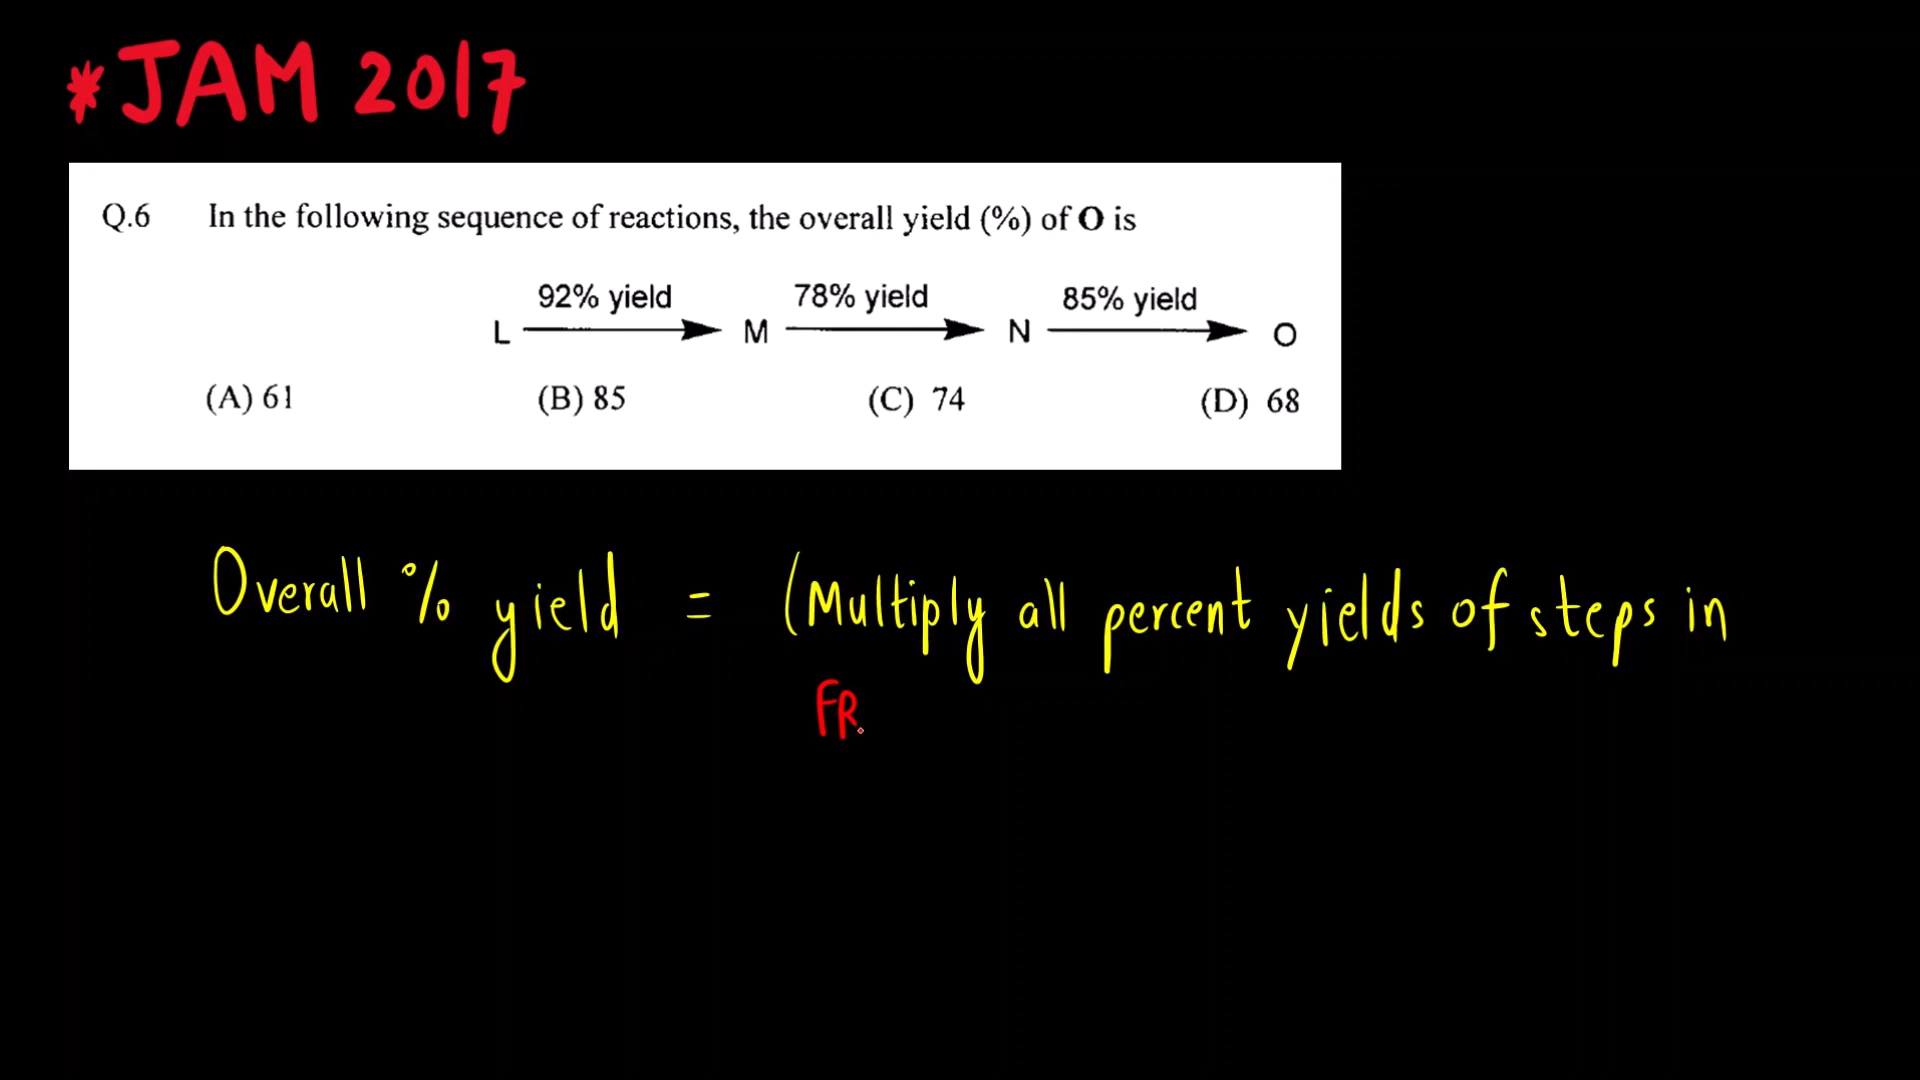 *JAM 2017
Q.6 In the following sequence of reactions, the overall yield (%) of O is
92% yield 78% yield 85% yield
L M N O
(A) 61 (B) 85 (C) 74 (D) 68
Overall % yield = (Multiply all percent yields of steps in
FR